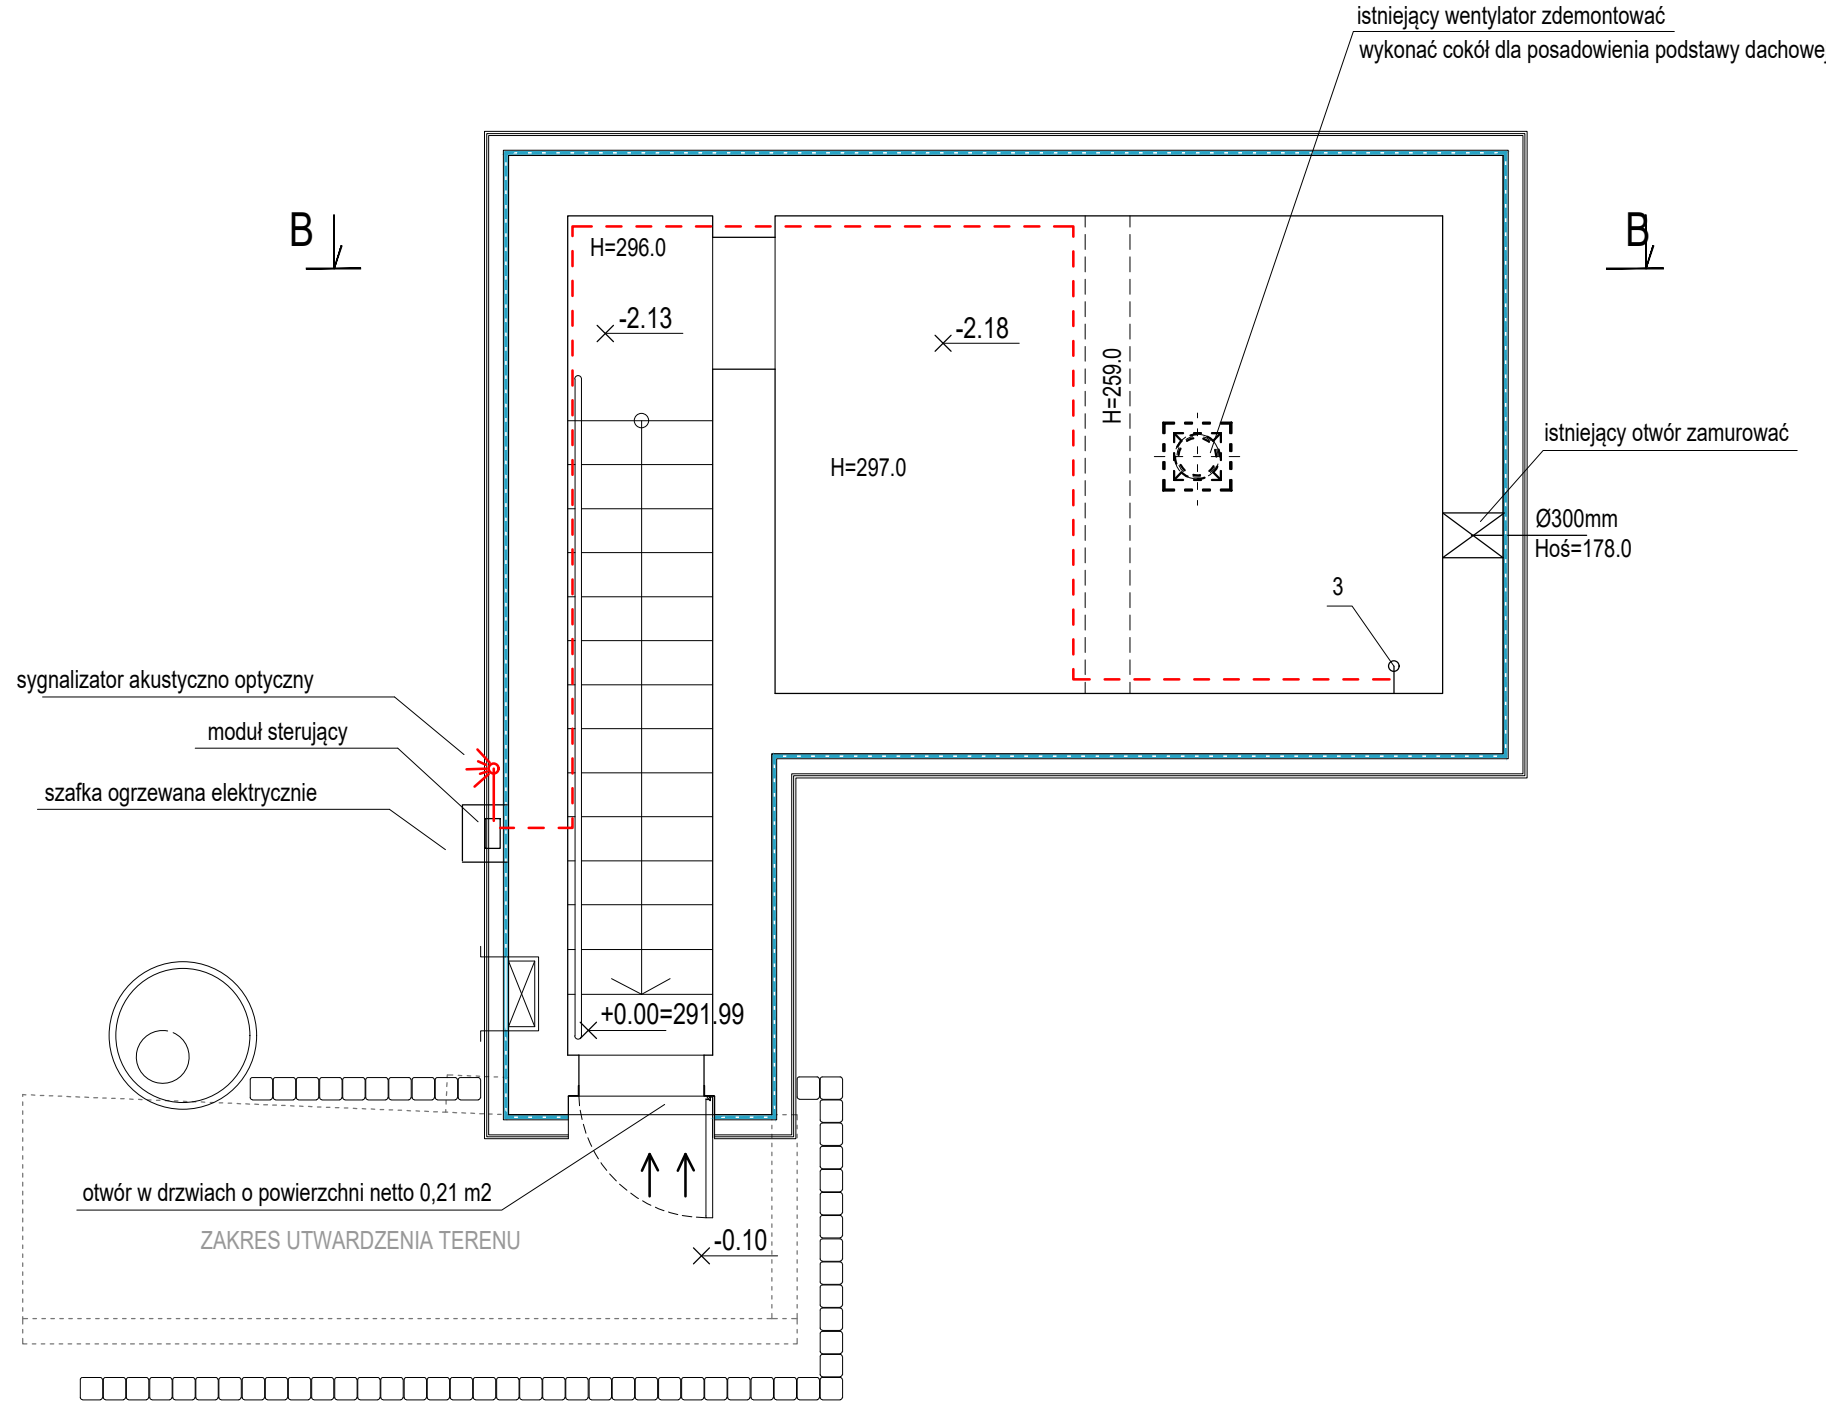 istniejący wentylator zdemontować
wykonać cokół dla posadowienia podstawy dachowej
B
B
H=296.0
-2.13
-2.18
H=259.0
istniejący otwór zamurować
H=297.0
Ø300mm
Hoś=178.0
3
sygnalizator akustyczno optyczny
moduł sterujący
szafka ogrzewana elektrycznie
+0.00=291.99
otwór w drzwiach o powierzchni netto 0,21 m2
ZAKRES UTWARDZENIA TERENU
-0.10